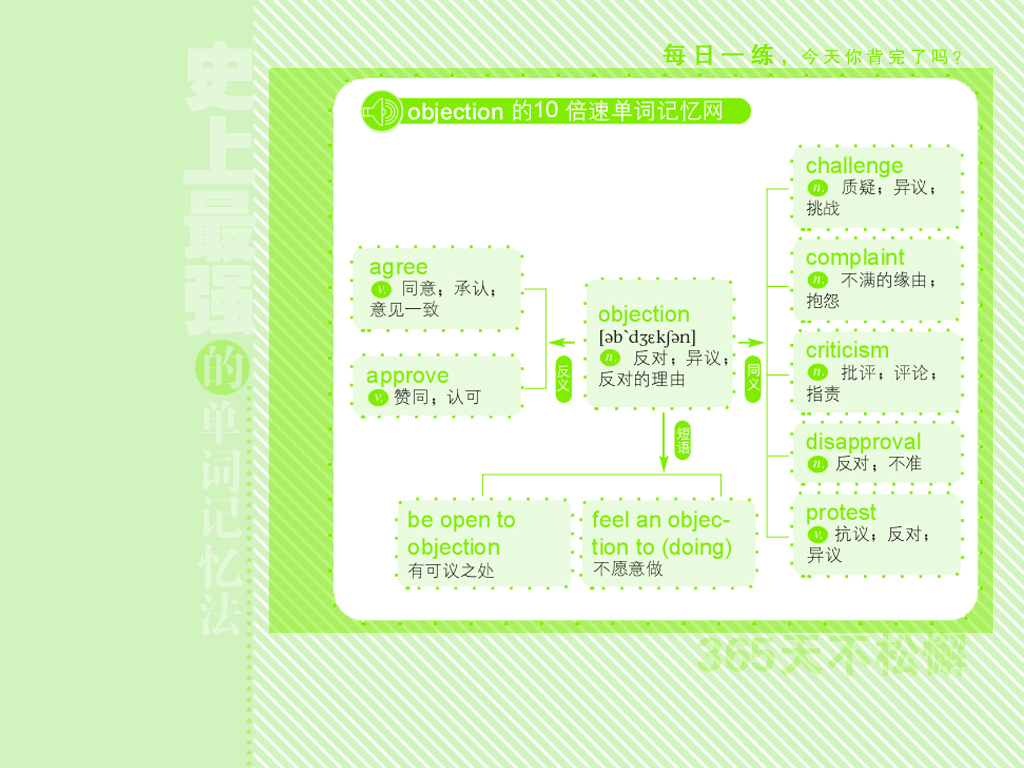 每日一练，今天你背完了吗？
史上最强的单词记忆法
objection 的10 倍速单词记忆网
agree
v. 同意；承认；
意见一致
approve
v. 赞同；认可
反义
objection
[əb`dʒɛkʃən]
n. 反对；异议；
反对的理由
同义
短语
challenge
n. 质疑；异议；
挑战
complaint
n. 不满的缘由；
抱怨
criticism
n. 批评；评论；
指责
disapproval
n. 反对；不准
protest
v. 抗议；反对；
异议
be open to
objection
有可议之处
feel an objec-
tion to (doing)
不愿意做
365天不松懈